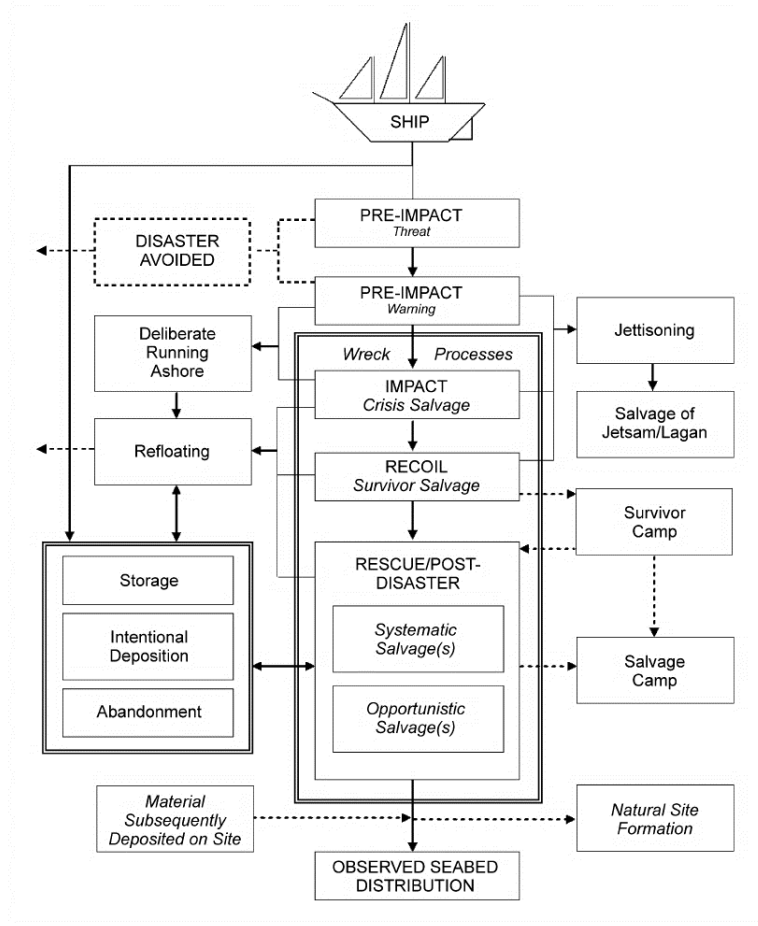 SHIP
PRE-IMPACT
Threat
DISASTER
AVOIDED
PRE-IMPACT
Warning
Deliberate
Running
Ashore
Jettisoning
Wreck Processes
IMPACT
Crisis Salvage
Salvage of
Jetsam/Lagan
Refloating
RECOIL
Survivor Salvage
Survivor
Camp
RESCUE/POST-
DISASTER
Storage
Systematic
Salvage(s)
Intentional
Deposition
Salvage
Camp
Opportunistic
Salvage(s)
Abandonment
Material
Subsequently
Deposited on Site
Natural Site
Formation
OBSERVED SEABED
DISTRIBUTION